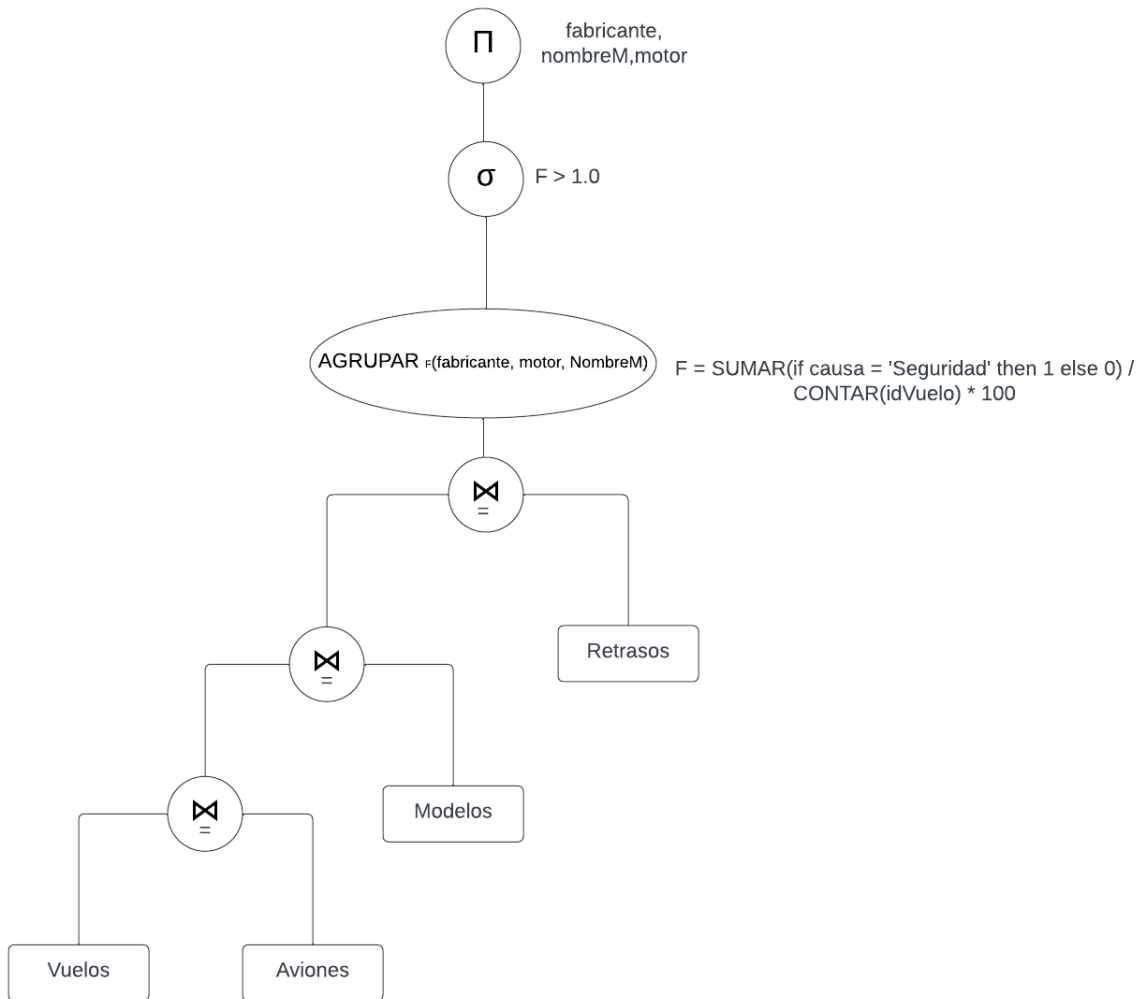 Π
fabricante,
nombreM,motor
σ
F > 1.0
AGRUPAR F(fabricante, motor, NombreM)
F = SUMAR(if causa = 'Seguridad' then 1 else 0) /
CONTAR(idVuelo) * 100
⋈
=
Retrasos
⋈
=
Modelos
⋈
=
Vuelos
Aviones